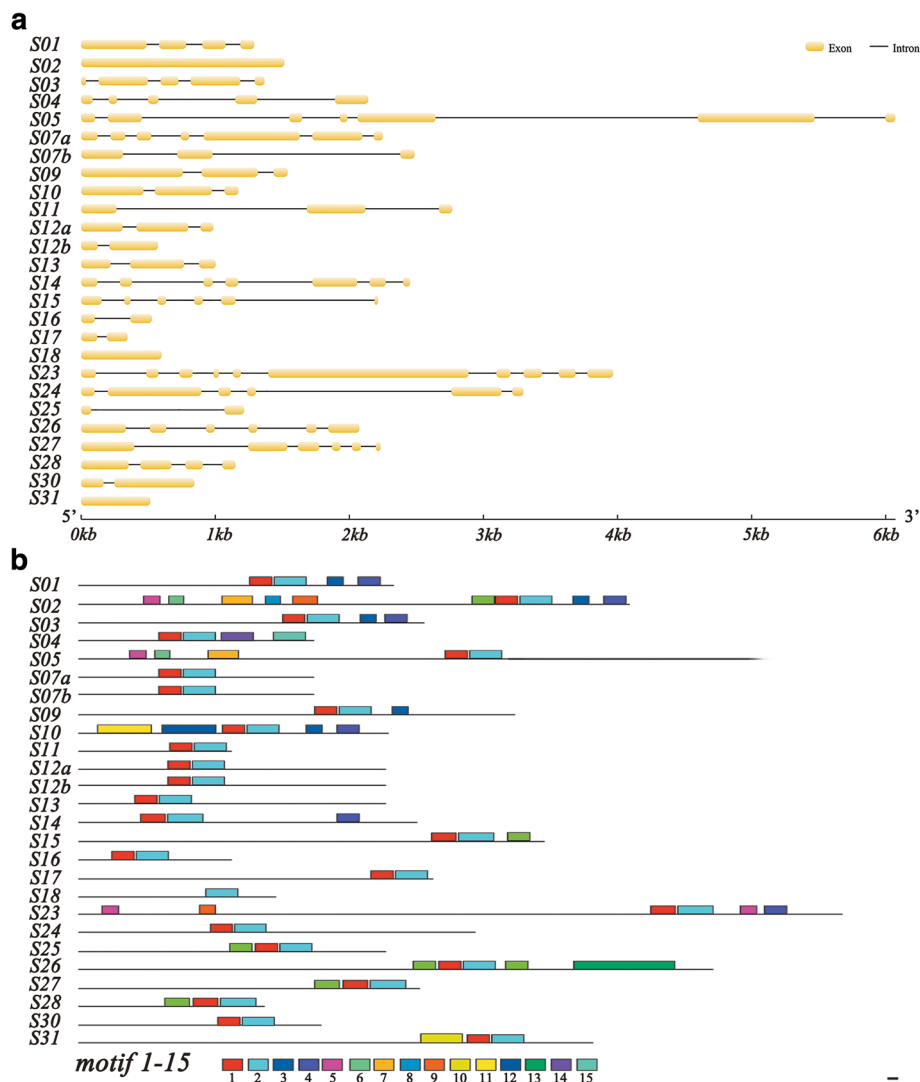 a
Exon Intron
S01
S02
S03
S04
S05
S07a
S07b
S09
S10
S11
S12a
S12b
S13
S14
S15
S16
S17
S18
S23
S24
S25
S26
S27
S28
S30
S31
5’ 3’
0kb 1kb 2kb 3kb 4kb 5kb 6kb
b
S01
S02
S03
S04
S05
S07a
S07b
S09
S10
S11
S12a
S12b
S13
S14
S15
S16
S17
S18
S23
S24
S25
S26
S27
S28
S30
S31
motif 1-15
1 2 3 4 5 6 7 8 9 10 11 12 13 14 15